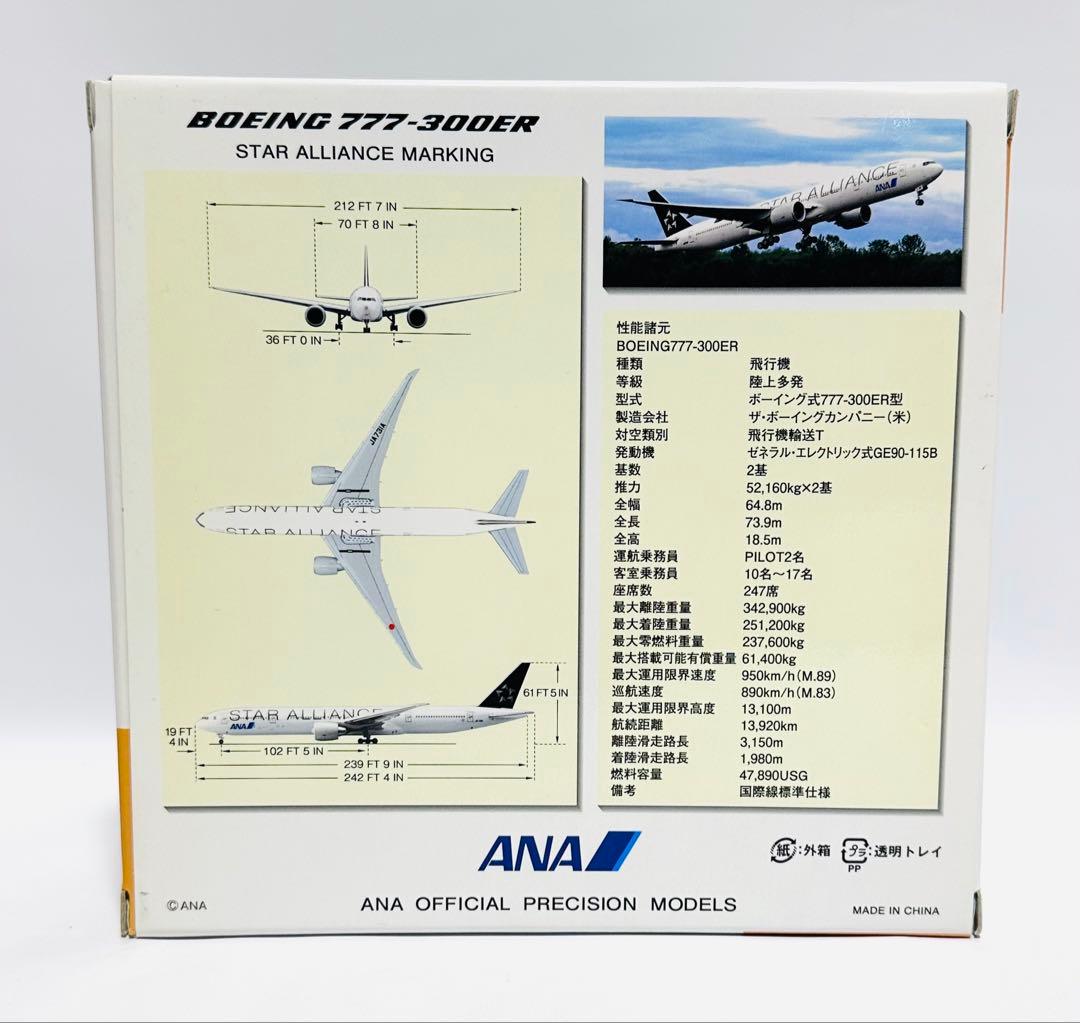 BOEING 777-300ER
STAR ALLIANCE MARKING
212 FT 7 IN
70 FT 8 IN
36 FT 0 IN
JA731A
STAR ALLIANCE
STAR ALLIANCE
STAR ALLIANCE
ANA
61 FT 5 IN
19 FT
4 IN
102 FT 5 IN
239 FT 9 IN
242 FT 4 IN
STAR ALLIANCE
ANA
性能諸元
BOEING777-300ER
種類 飛行機
等級 陸上多発
型式 ボーイング式777-300ER型
製造会社 ザ・ボーイングカンパニー(米)
対空類別 飛行機輸送T
発動機 ゼネラル・エレクトリック式GE90-115B
基数 2基
推力 52,160kg×2基
全幅 64.8m
全長 73.9m
全高 18.5m
運航乗務員 PILOT2名
客室乗務員 10名〜17名
座席数 247席
最大離陸重量 342,900kg
最大着陸重量 251,200kg
最大零燃料重量 237,600kg
最大搭載可能有償重量 61,400kg
最大運用限界速度 950km/h(M.89)
巡航速度 890km/h(M.83)
最大運用限界高度 13,100m
航続距離 13,920km
離陸滑走路長 3,150m
着陸滑走路長 1,980m
燃料容量 47,890USG
備考 国際線標準仕様
ANA
紙:外箱 プラ:透明トレイ
PP
©ANA
ANA OFFICIAL PRECISION MODELS
MADE IN CHINA